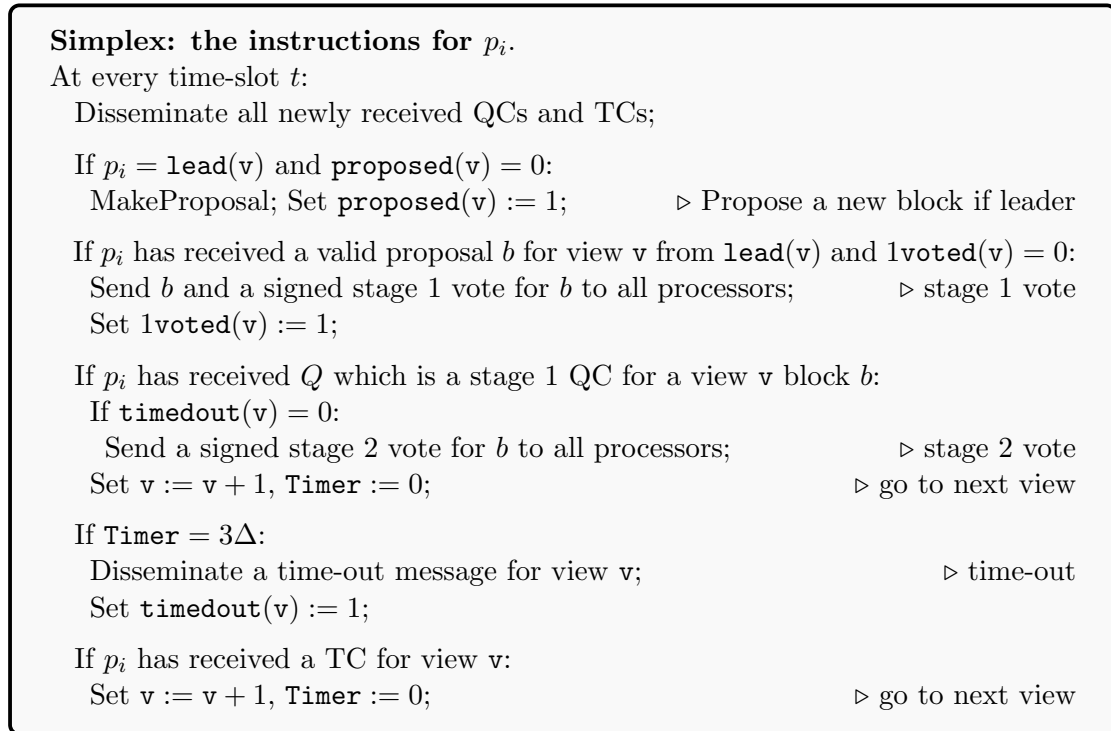 Simplex: the instructions for pᵢ.
At every time-slot t:
Disseminate all newly received QCs and TCs;
If pᵢ = lead(v) and proposed(v) = 0:
MakeProposal; Set proposed(v) := 1; ▷ Propose a new block if leader
If pᵢ has received a valid proposal b for view v from lead(v) and 1voted(v) = 0:
Send b and a signed stage 1 vote for b to all processors; ▷ stage 1 vote
Set 1voted(v) := 1;
If pᵢ has received Q which is a stage 1 QC for a view v block b:
If timedout(v) = 0:
Send a signed stage 2 vote for b to all processors; ▷ stage 2 vote
Set v := v + 1, Timer := 0; ▷ go to next view
If Timer = 3Δ:
Disseminate a time-out message for view v; ▷ time-out
Set timedout(v) := 1;
If pᵢ has received a TC for view v:
Set v := v + 1, Timer := 0; ▷ go to next view